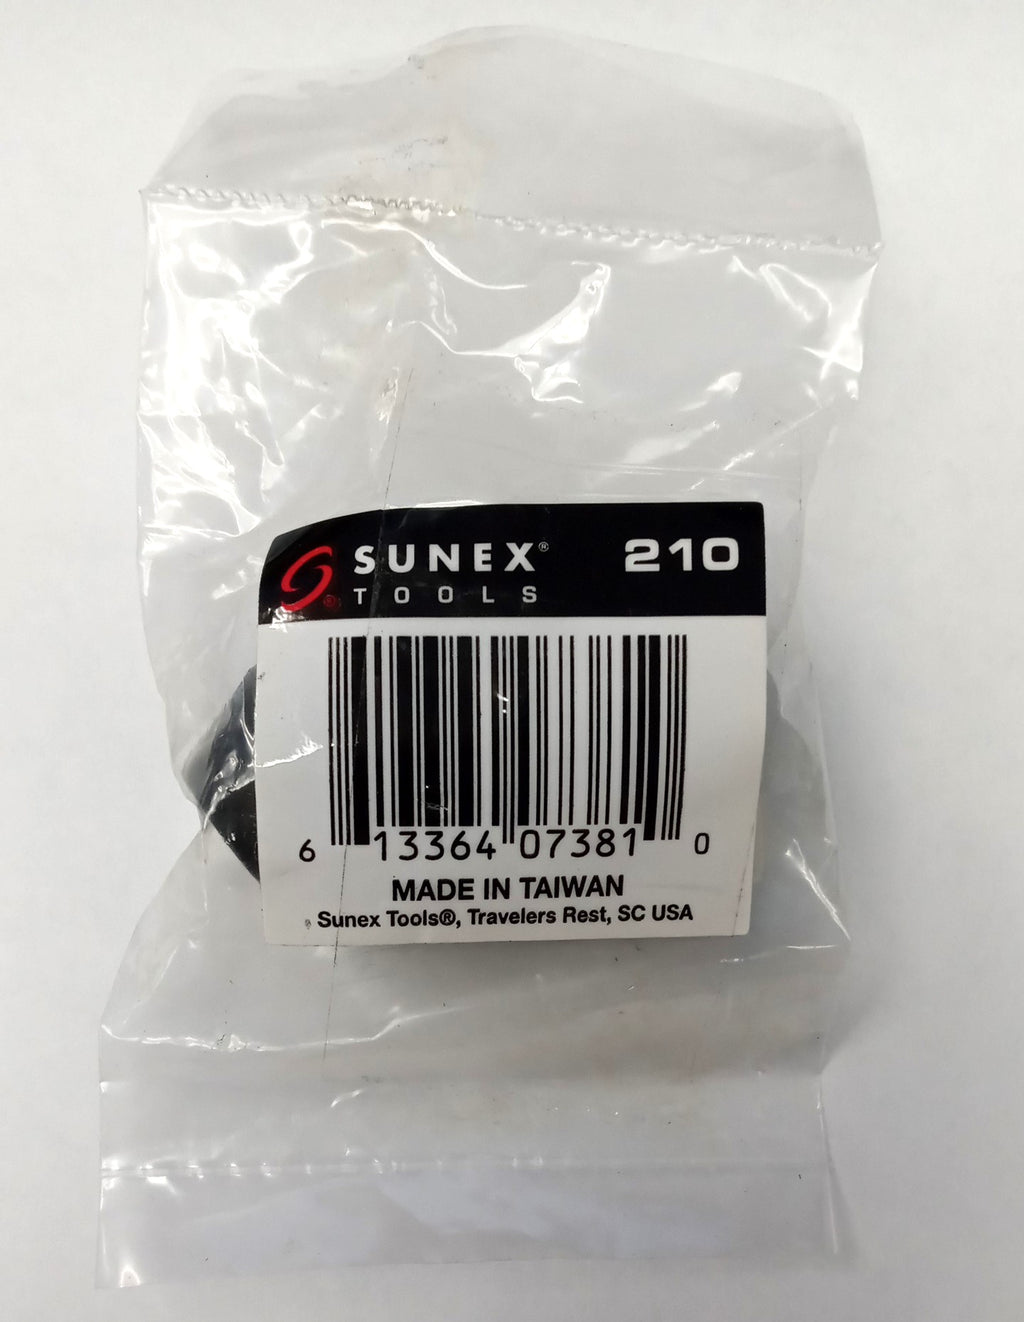 SUNEX® 210
TOOLS
®
6 13364 07381 0
MADE IN TAIWAN
Sunex Tools®, Travelers Rest, SC USA